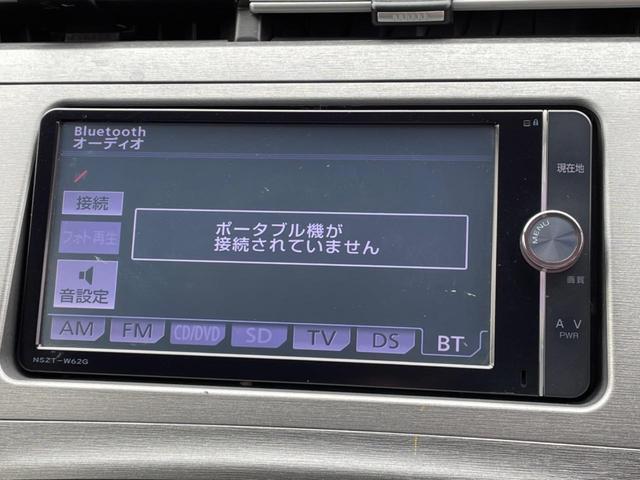 Bluetooth
オーディオ
接続
フォト再生
音設定
ポータブル機が
接続されていません
AM FM CD/DVD SD TV DS BT
NSZT-W62G
現在地
MENU
画質
AV
PWR